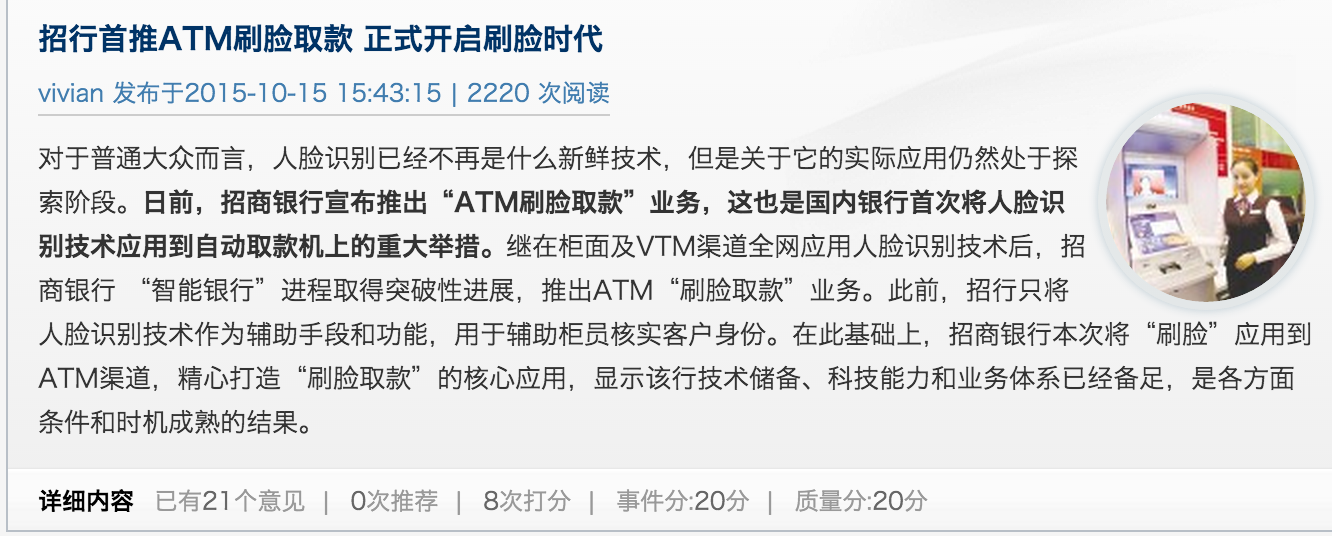 招行首推ATM刷脸取款 正式开启刷脸时代
vivian 发布于2015-10-15 15:43:15 | 2220 次阅读
对于普通大众而言，人脸识别已经不再是什么新鲜技术，但是关于它的实际应用仍然处于探
索阶段。日前，招商银行宣布推出“ATM刷脸取款”业务，这也是国内银行首次将人脸识
别技术应用到自动取款机上的重大举措。继在柜面及VTM渠道全网应用人脸识别技术后，招
商银行 “智能银行”进程取得突破性进展，推出ATM“刷脸取款”业务。此前，招行只将
人脸识别技术作为辅助手段和功能，用于辅助柜员核实客户身份。在此基础上，招商银行本次将“刷脸”应用到
ATM渠道，精心打造“刷脸取款”的核心应用，显示该行技术储备、科技能力和业务体系已经备足，是各方面
条件和时机成熟的结果。
详细内容 已有21个意见 | 0次推荐 | 8次打分 | 事件分:20分 | 质量分:20分